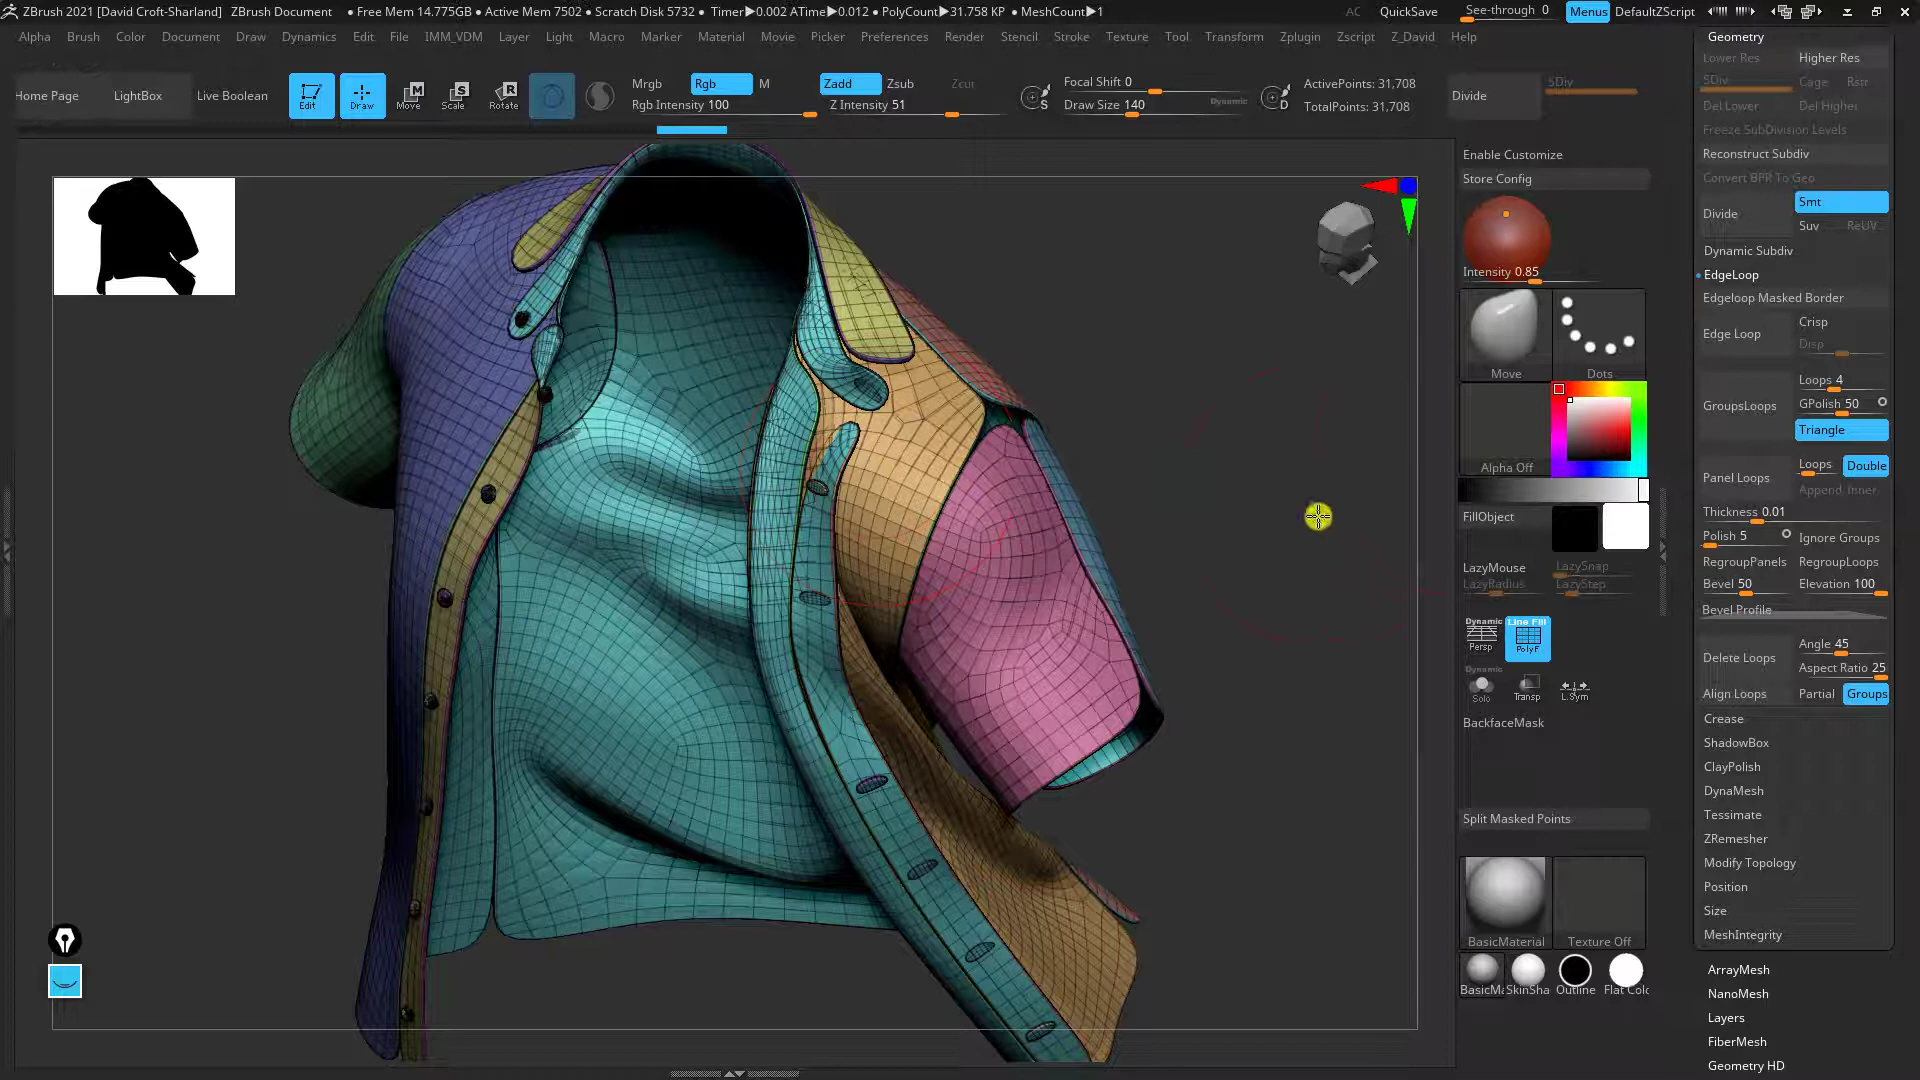 ZBrush 2021 [David Croft-Sharland] ZBrush Document • Free Mem 14.775GB • Active Mem 7502 • Scratch Disk 5732 • Timer▶0.002 ATime▶0.012 • PolyCount▶31.758 KP • MeshCount▶1 AC QuickSave See-through 0 Menus DefaultZScript
Alpha Brush Color Document Draw Dynamics Edit File IMM_VDM Layer Light Macro Marker Material Movie Picker Preferences Render Stencil Stroke Texture Tool Transform Zplugin Zscript Z_David Help
Home Page LightBox Live Boolean Edit Draw Move Scale Rotate
Mrgb Rgb M Zadd Zsub Zcut
Rgb Intensity 100 Z Intensity 51
S Focal Shift 0
Draw Size 140 Dynamic D
ActivePoints: 31,708
TotalPoints: 31,708
Divide SDiv
Enable Customize
Store Config
Intensity 0.85
Move Dots
Alpha Off
FillObject
LazyMouse LazySnap
LazyRadius LazyStep
Dynamic
Persp
Line Fill
PolyF
Dynamic
Solo Transp L.Sym
BackfaceMask
Split Masked Points
BasicMaterial Texture Off
BasicMa SkinSha Outline Flat Colo
Geometry
Lower Res Higher Res
SDiv Cage Rstr
Del Lower Del Higher
Freeze SubDivision Levels
Reconstruct Subdiv
Convert BPR To Geo
Divide Smt
Suv ReUV
Dynamic Subdiv
EdgeLoop
Edgeloop Masked Border
Edge Loop Crisp
Disp
GroupsLoops Loops 4
GPolish 50
Triangle
Panel Loops Loops Double
Append Inner
Thickness 0.01
Polish 5 Ignore Groups
RegroupPanels RegroupLoops
Bevel 50 Elevation 100
Bevel Profile
Delete Loops Angle 45
Aspect Ratio 25
Align Loops Partial Groups
Crease
ShadowBox
ClayPolish
DynaMesh
Tessimate
ZRemesher
Modify Topology
Position
Size
MeshIntegrity
ArrayMesh
NanoMesh
Layers
FiberMesh
Geometry HD